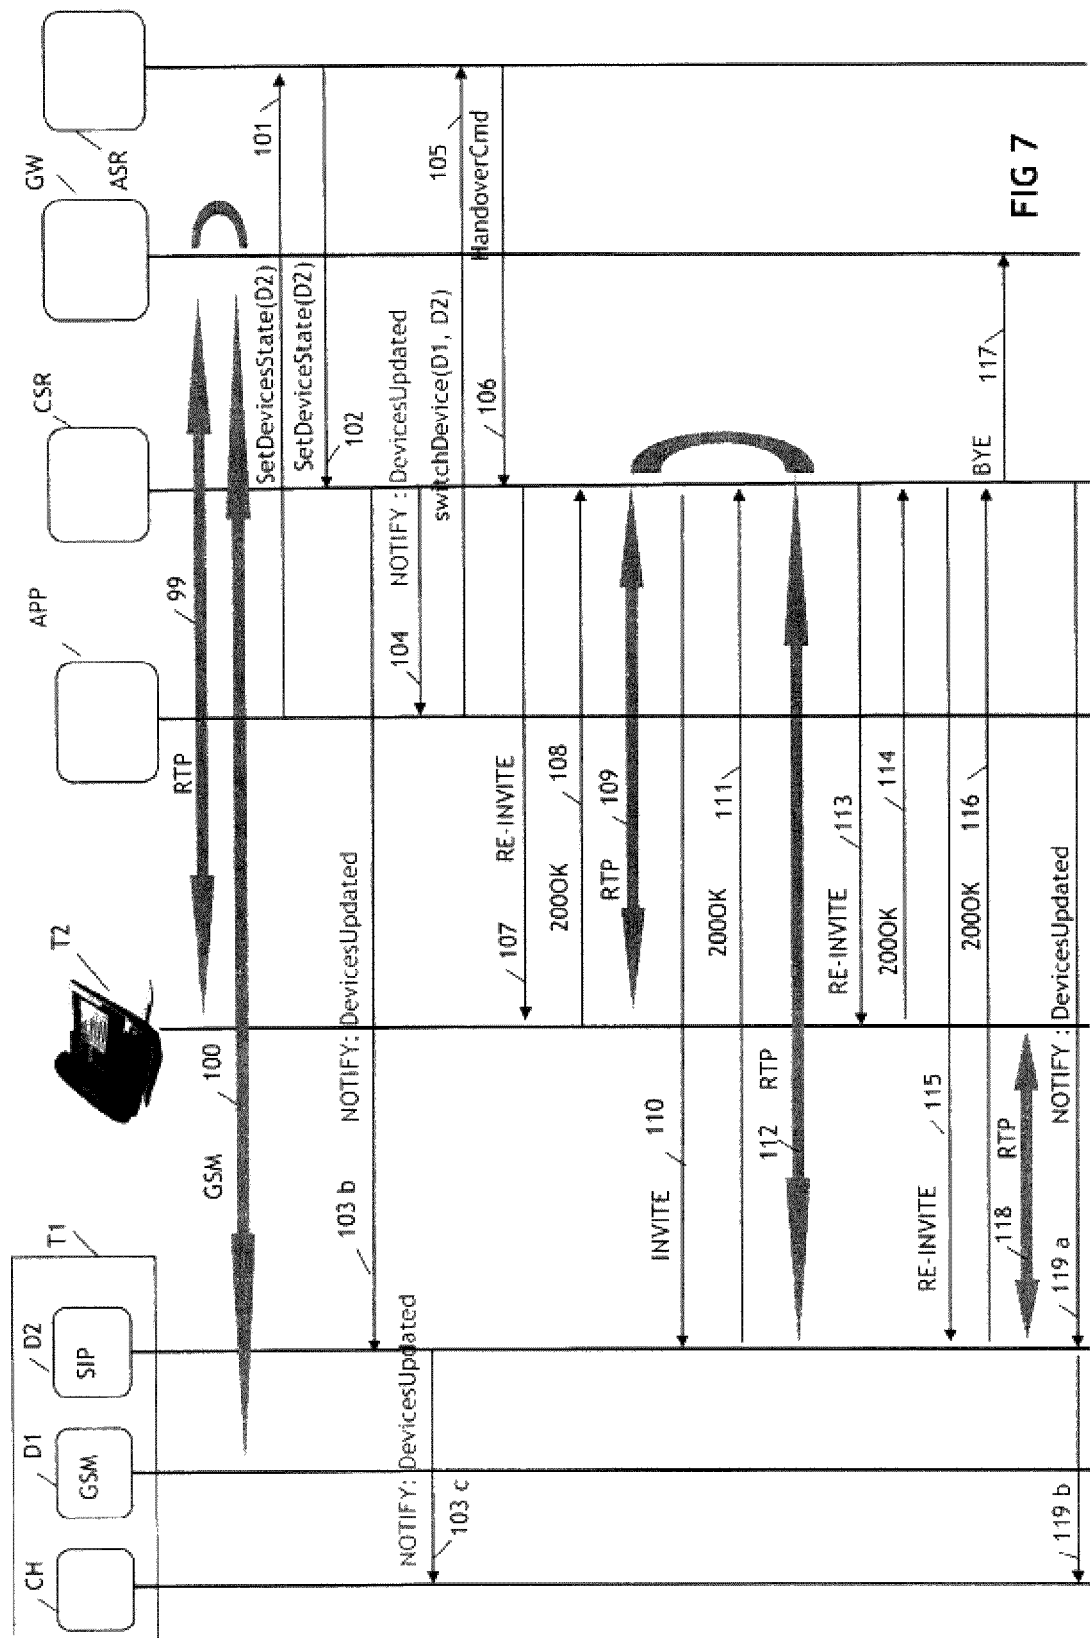 CH
D1
D2
T1
T2
APP
CSR
GW
ASR
GSM
SIP
RTP
99
GSM
100
SetDevicesState(D2)
101
SetDeviceState(D2)
102
NOTIFY: DevicesUpdated
103 b
104
NOTIFY : DevicesUpdated
NOTIFY: DevicesUpdated
103 c
switchDevice(D1, D2)
105
HandoverCmd
106
107
RE-INVITE
200OK
108
RTP
109
INVITE
110
200OK
111
112
RTP
RE-INVITE
113
200OK
114
RE-INVITE
115
200OK
116
BYE
117
118
RTP
119 a
NOTIFY : DevicesUpdated
119 b
FIG 7